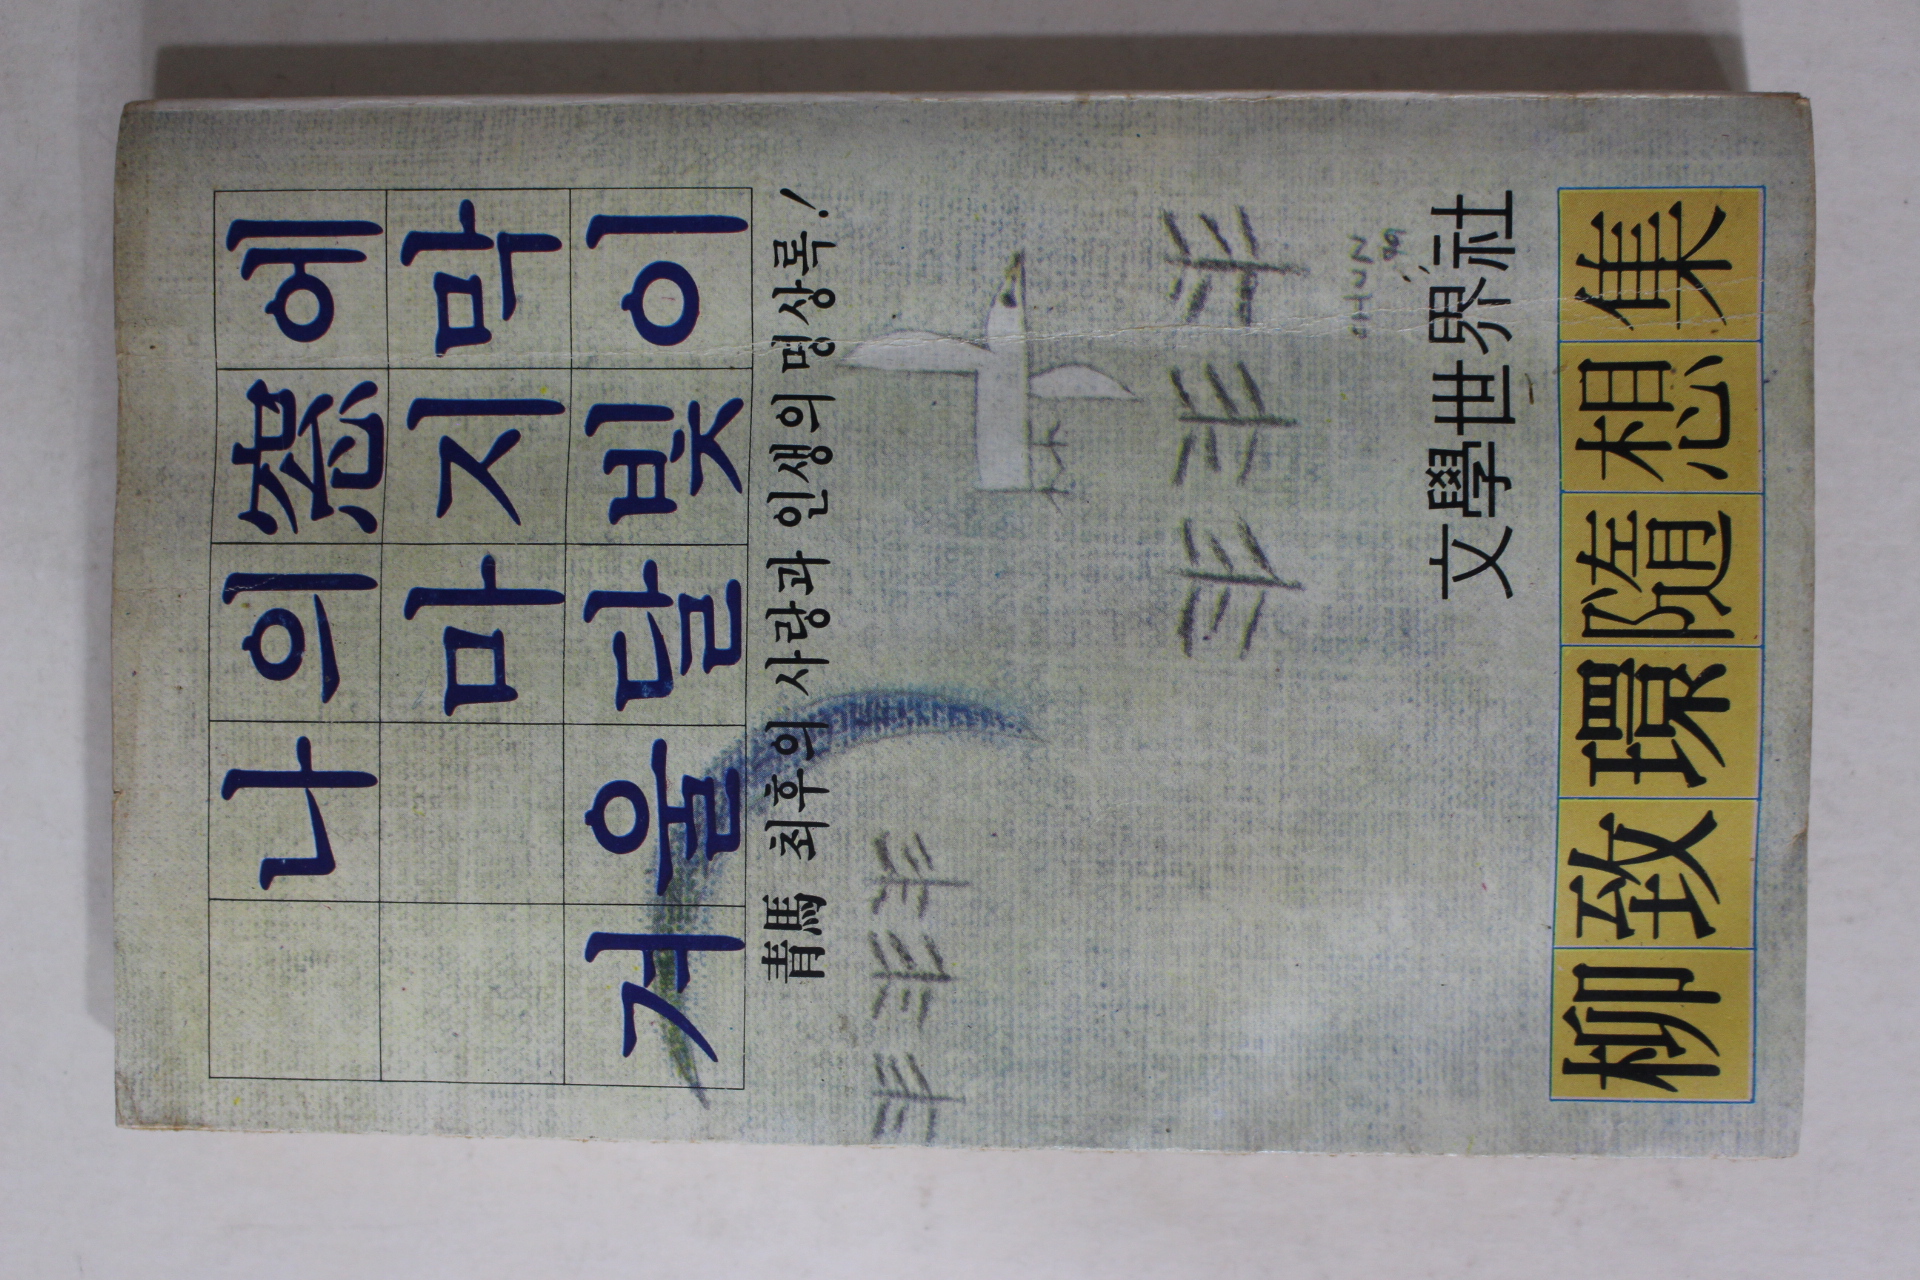 나의 窓에
마지막
겨울 달빛이
靑馬 최후의 사랑과 인생의 명상록!
CHUN
文學世界社
柳致環隨想集